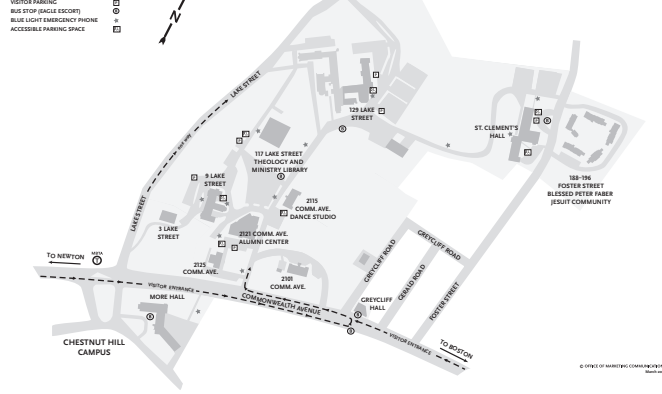 VISITOR PARKING
P
BUS STOP (EAGLE ESCORT)
B
BLUE LIGHT EMERGENCY PHONE
ACCESSIBLE PARKING SPACE
N
LAKE STREET
129 LAKE
STREET
ST. CLEMENT'S
HALL
117 LAKE STREET
THEOLOGY AND
MINISTRY LIBRARY
9 LAKE
STREET
188-196
FOSTER STREET
BLESSED PETER FABER
JESUIT COMMUNITY
2115
COMM. AVE.
DANCE STUDIO
LAKE STREET
3 LAKE
STREET
2121 COMM. AVE.
ALUMNI CENTER
GREYCLIFF ROAD
GREYCLIFF ROAD
GERALD ROAD
FOSTER STREET
TO NEWTON
MBTA
T
2125
COMM. AVE.
2101
COMM. AVE.
VISITOR ENTRANCE
MORE HALL
COMMONWEALTH AVENUE
GREYCLIFF
HALL
VISITOR ENTRANCE
TO BOSTON
CHESTNUT HILL
CAMPUS
© OFFICE OF MARKETING COMMUNICATION